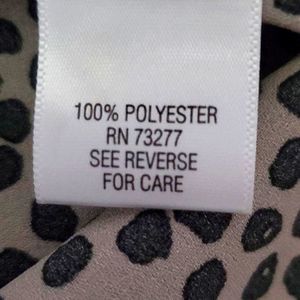 100% POLYESTER
RN 73277
SEE REVERSE
FOR CARE